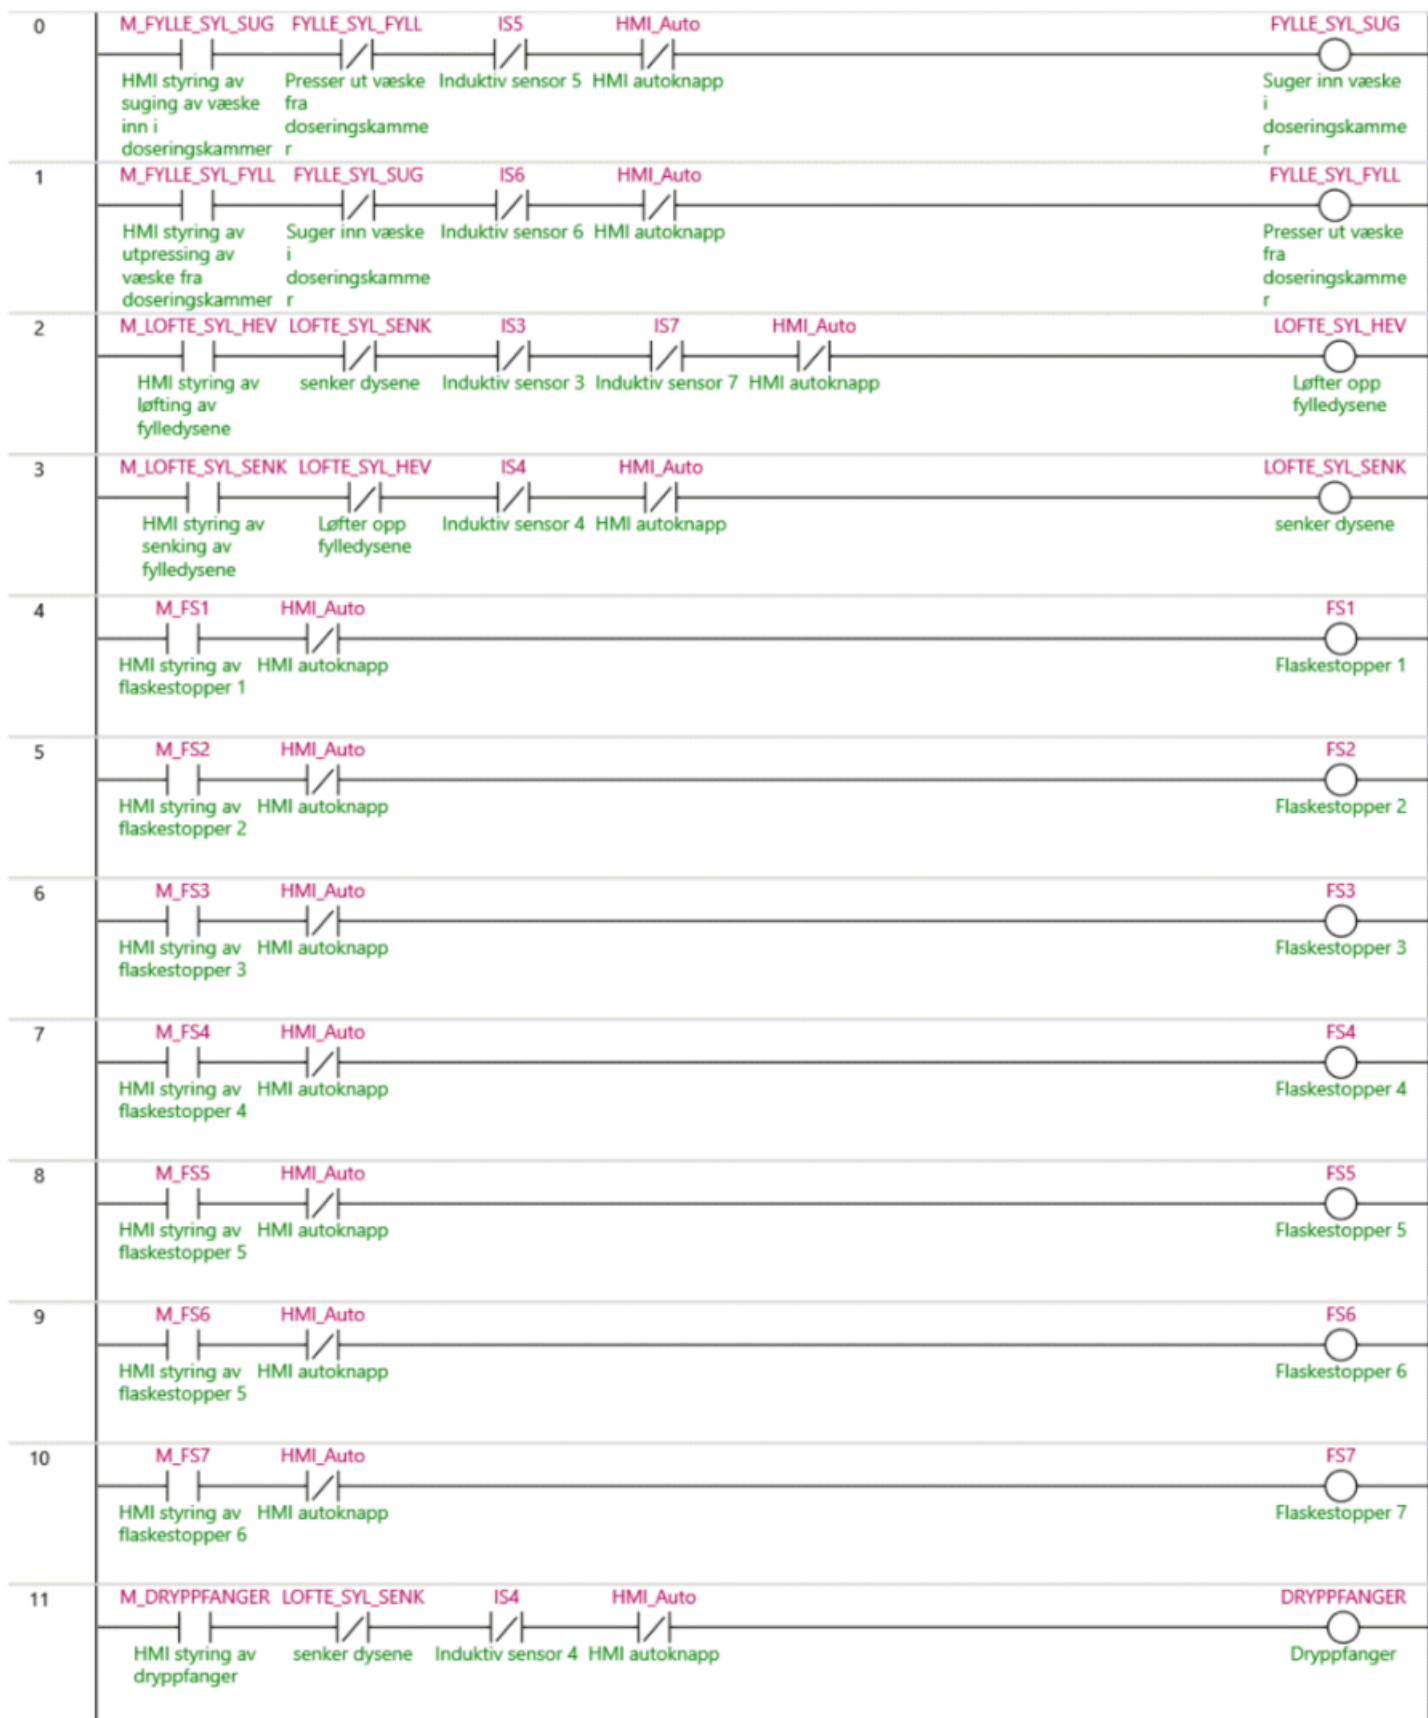 0
M_FYLLE_SYL_SUG FYLLE_SYL_FYLL IS5 HMI_Auto FYLLE_SYL_SUG
HMI styring av Presser ut væske Induktiv sensor 5 HMI autoknapp Suger inn væske
suging av væske fra i
inn i doseringskamme doseringskamme
doseringskammer r r
1
M_FYLLE_SYL_FYLL FYLLE_SYL_SUG IS6 HMI_Auto FYLLE_SYL_FYLL
HMI styring av Suger inn væske Induktiv sensor 6 HMI autoknapp Presser ut væske
utpressing av i fra
væske fra doseringskamme doseringskamme
doseringskammer r r
2
M_LOFTE_SYL_HEV LOFTE_SYL_SENK IS3 IS7 HMI_Auto LOFTE_SYL_HEV
HMI styring av senker dysene Induktiv sensor 3 Induktiv sensor 7 HMI autoknapp Løfter opp
løfting av fylledysene
fylledysene
3
M_LOFTE_SYL_SENK LOFTE_SYL_HEV IS4 HMI_Auto LOFTE_SYL_SENK
HMI styring av Løfter opp Induktiv sensor 4 HMI autoknapp senker dysene
senking av fylledysene
fylledysene
4
M_FS1 HMI_Auto FS1
HMI styring av HMI autoknapp Flaskestopper 1
flaskestopper 1
5
M_FS2 HMI_Auto FS2
HMI styring av HMI autoknapp Flaskestopper 2
flaskestopper 2
6
M_FS3 HMI_Auto FS3
HMI styring av HMI autoknapp Flaskestopper 3
flaskestopper 3
7
M_FS4 HMI_Auto FS4
HMI styring av HMI autoknapp Flaskestopper 4
flaskestopper 4
8
M_FS5 HMI_Auto FS5
HMI styring av HMI autoknapp Flaskestopper 5
flaskestopper 5
9
M_FS6 HMI_Auto FS6
HMI styring av HMI autoknapp Flaskestopper 6
flaskestopper 5
10
M_FS7 HMI_Auto FS7
HMI styring av HMI autoknapp Flaskestopper 7
flaskestopper 6
11
M_DRYPPFANGER LOFTE_SYL_SENK IS4 HMI_Auto DRYPPFANGER
HMI styring av senker dysene Induktiv sensor 4 HMI autoknapp Dryppfanger
dryppfanger